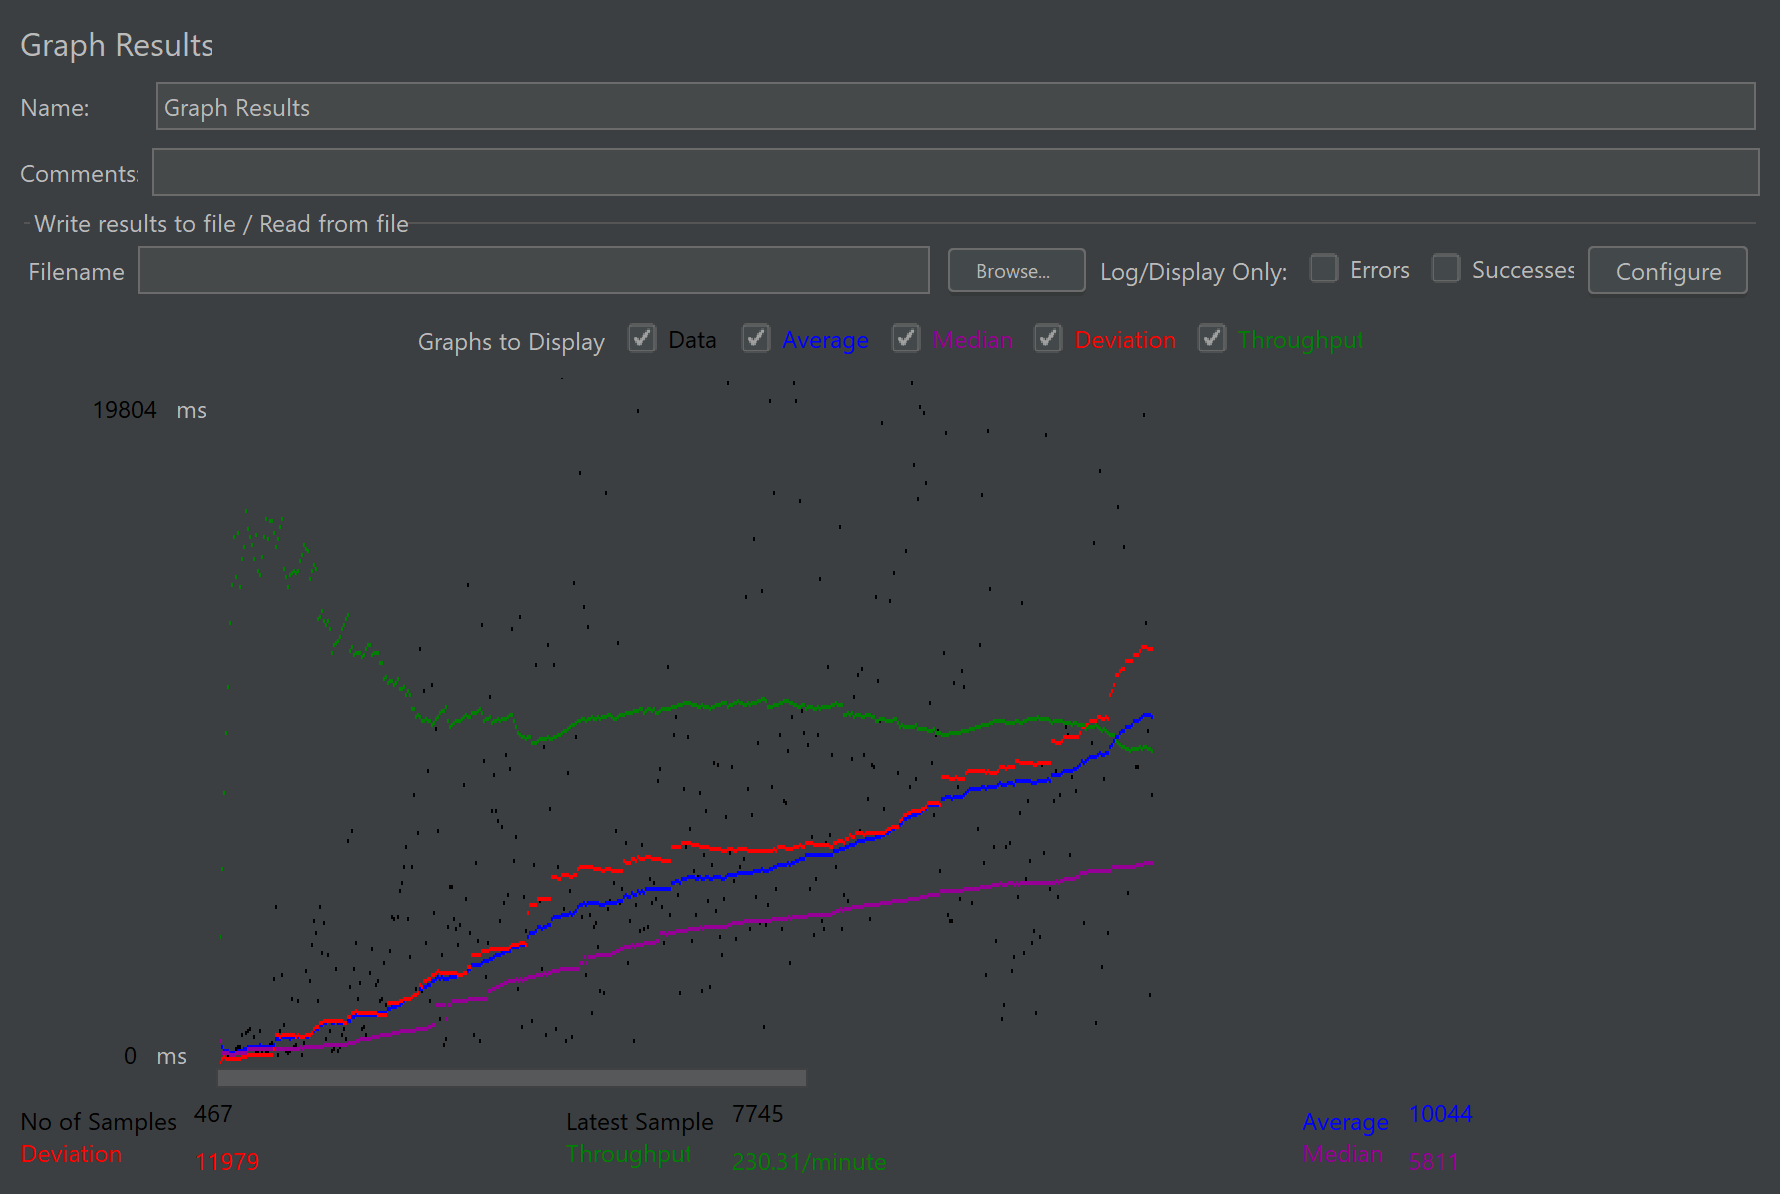 Graph Results
Name: Graph Results
Comments:
Write results to file / Read from file
Filename Browse... Log/Display Only: Errors Successes Configure
Graphs to Display Data Average Median Deviation Throughput
19804 ms
0 ms
No of Samples 467 Latest Sample 7745 Average 10044
Deviation 11979 Throughput 230.31/minute Median 5811